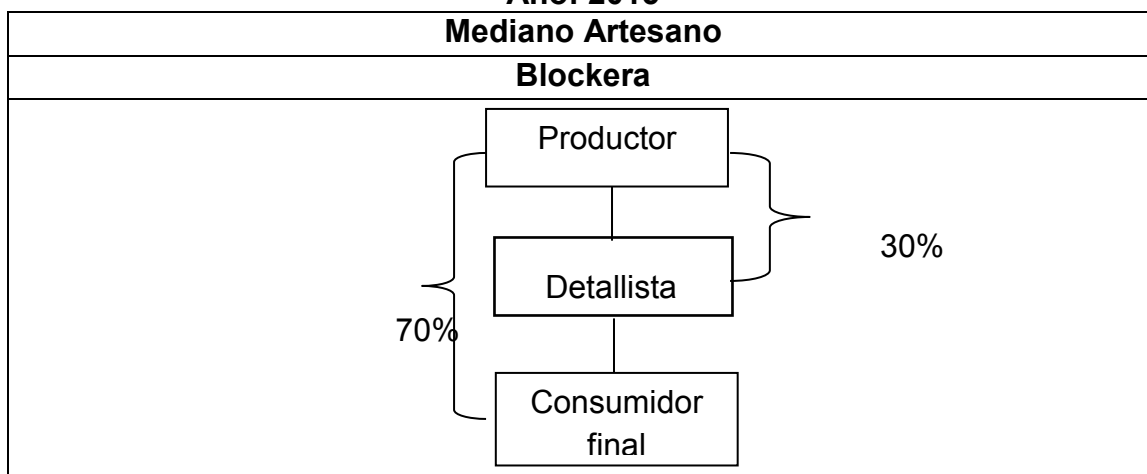 Mediano Artesano
Blockera
Productor
30%
Detallista
70%
Consumidor
final